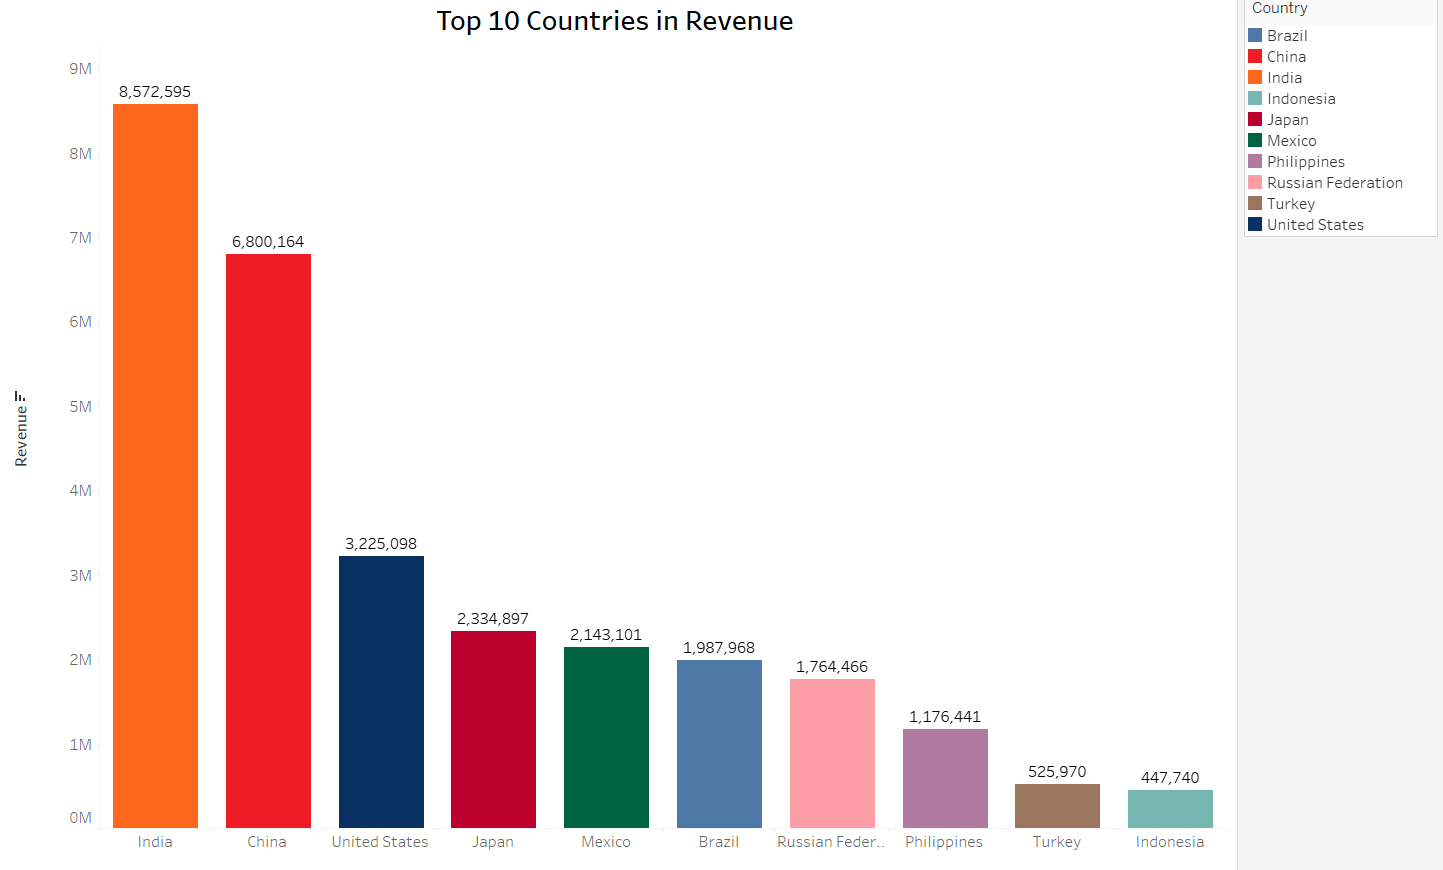 Top 10 Countries in Revenue
Country
Brazil
China
India
Indonesia
Japan
Mexico
Philippines
Russian Federation
Turkey
United States
Revenue
9M
8M
7M
6M
5M
4M
3M
2M
1M
0M
8,572,595
6,800,164
3,225,098
2,334,897
2,143,101
1,987,968
1,764,466
1,176,441
525,970
447,740
India
China
United States
Japan
Mexico
Brazil
Russian Feder..
Philippines
Turkey
Indonesia